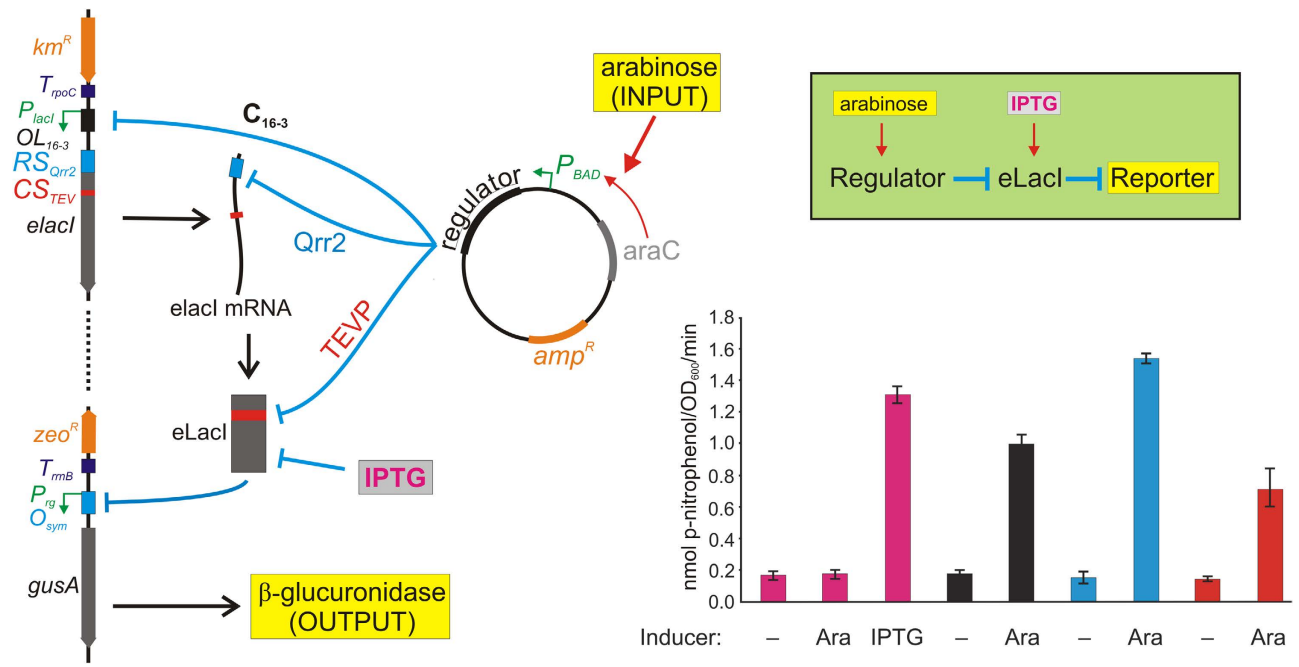 km^R
T_rpoC
P_lacI
OL_16-3
RS_Qrr2
CS_TEV
elacI
C_16-3
Qrr2
elacI mRNA
TEVP
eLacI
IPTG
regulator
P_BAD
araC
amp^R
arabinose
(INPUT)
zeo^R
T_rrnB
P_rg
O_sym
gusA
β-glucuronidase
(OUTPUT)
arabinose IPTG
Regulator eLacI Reporter
nmol p-nitrophenol/OD_600/min
1.8
1.6
1.4
1.2
1.0
0.8
0.6
0.4
0.2
0.0
Inducer: – Ara IPTG – Ara – Ara – Ara